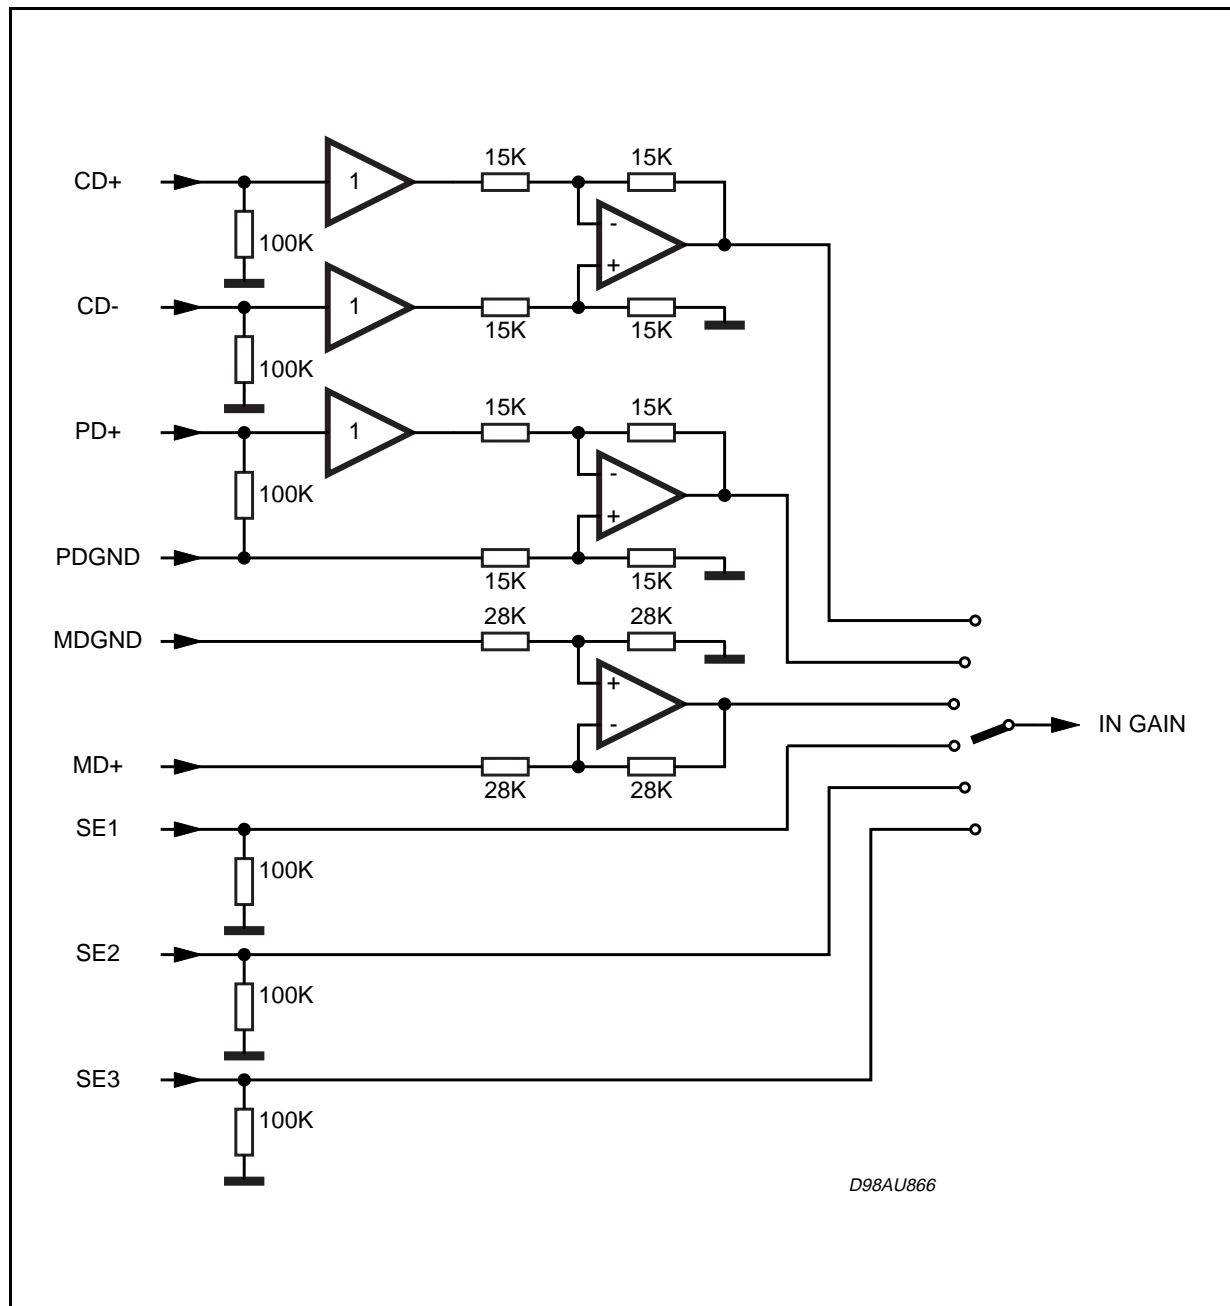 15K 15K
CD+ 1
-
100K
+
CD- 1
15K 15K
100K
15K 15K
PD+ 1
-
100K
+
PDGND
15K 15K
28K 28K
MDGND
+
-
IN GAIN
MD+
28K 28K
SE1
100K
SE2
100K
SE3
100K
D98AU866